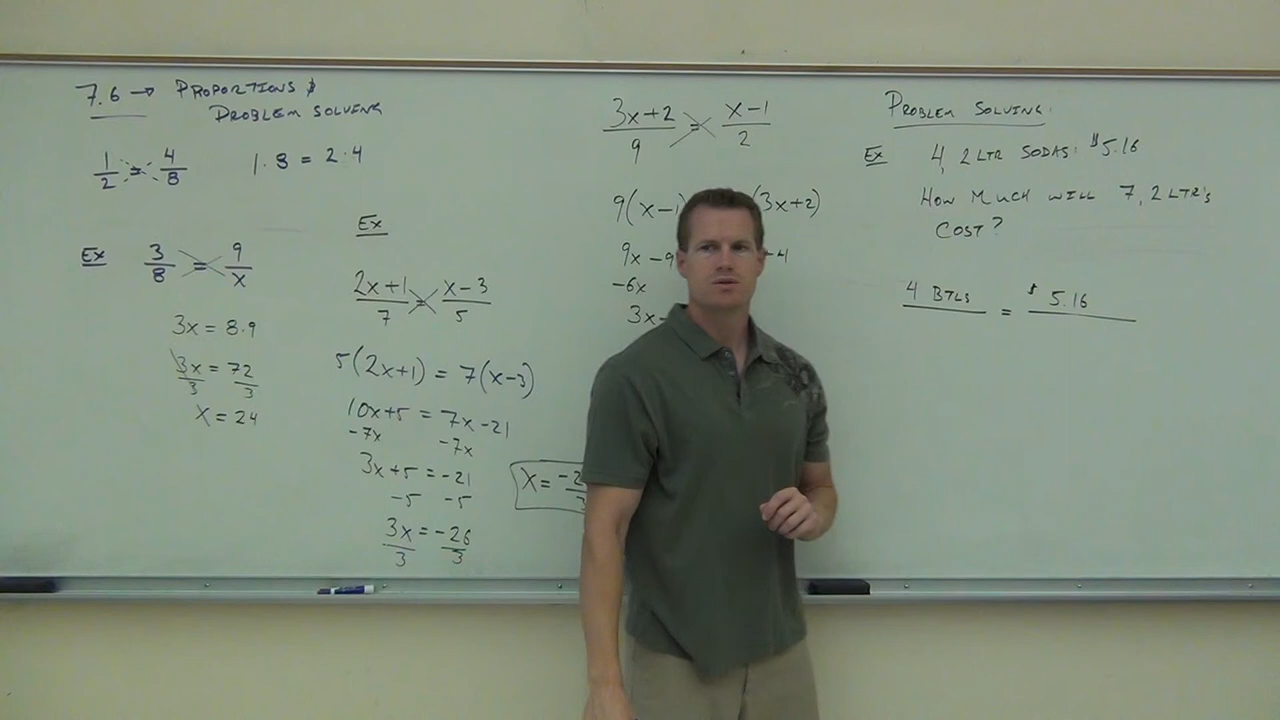 7.6 → PROPORTIONS &
PROBLEM SOLVING
1/2 = 4/8
1·8 = 2·4
Ex
3/8 = 9/x
3x = 8·9
3x = 72
3 3
x = 24
Ex
2x+1/7 = x-3/5
5(2x+1) = 7(x-3)
10x+5 = 7x-21
-7x -7x
3x+5 = -21
-5 -5
3x = -26
3 3
x = -2
3x+2/9 = x-1/2
9(x-1) (3x+2)
9x -9 -4
-6x
3x-
PROBLEM SOLVING:
Ex 4, 2 LTR SODAS: $5.16
HOW MUCH WILL 7, 2 LTR's
COST?
4 BTLS = $5.16